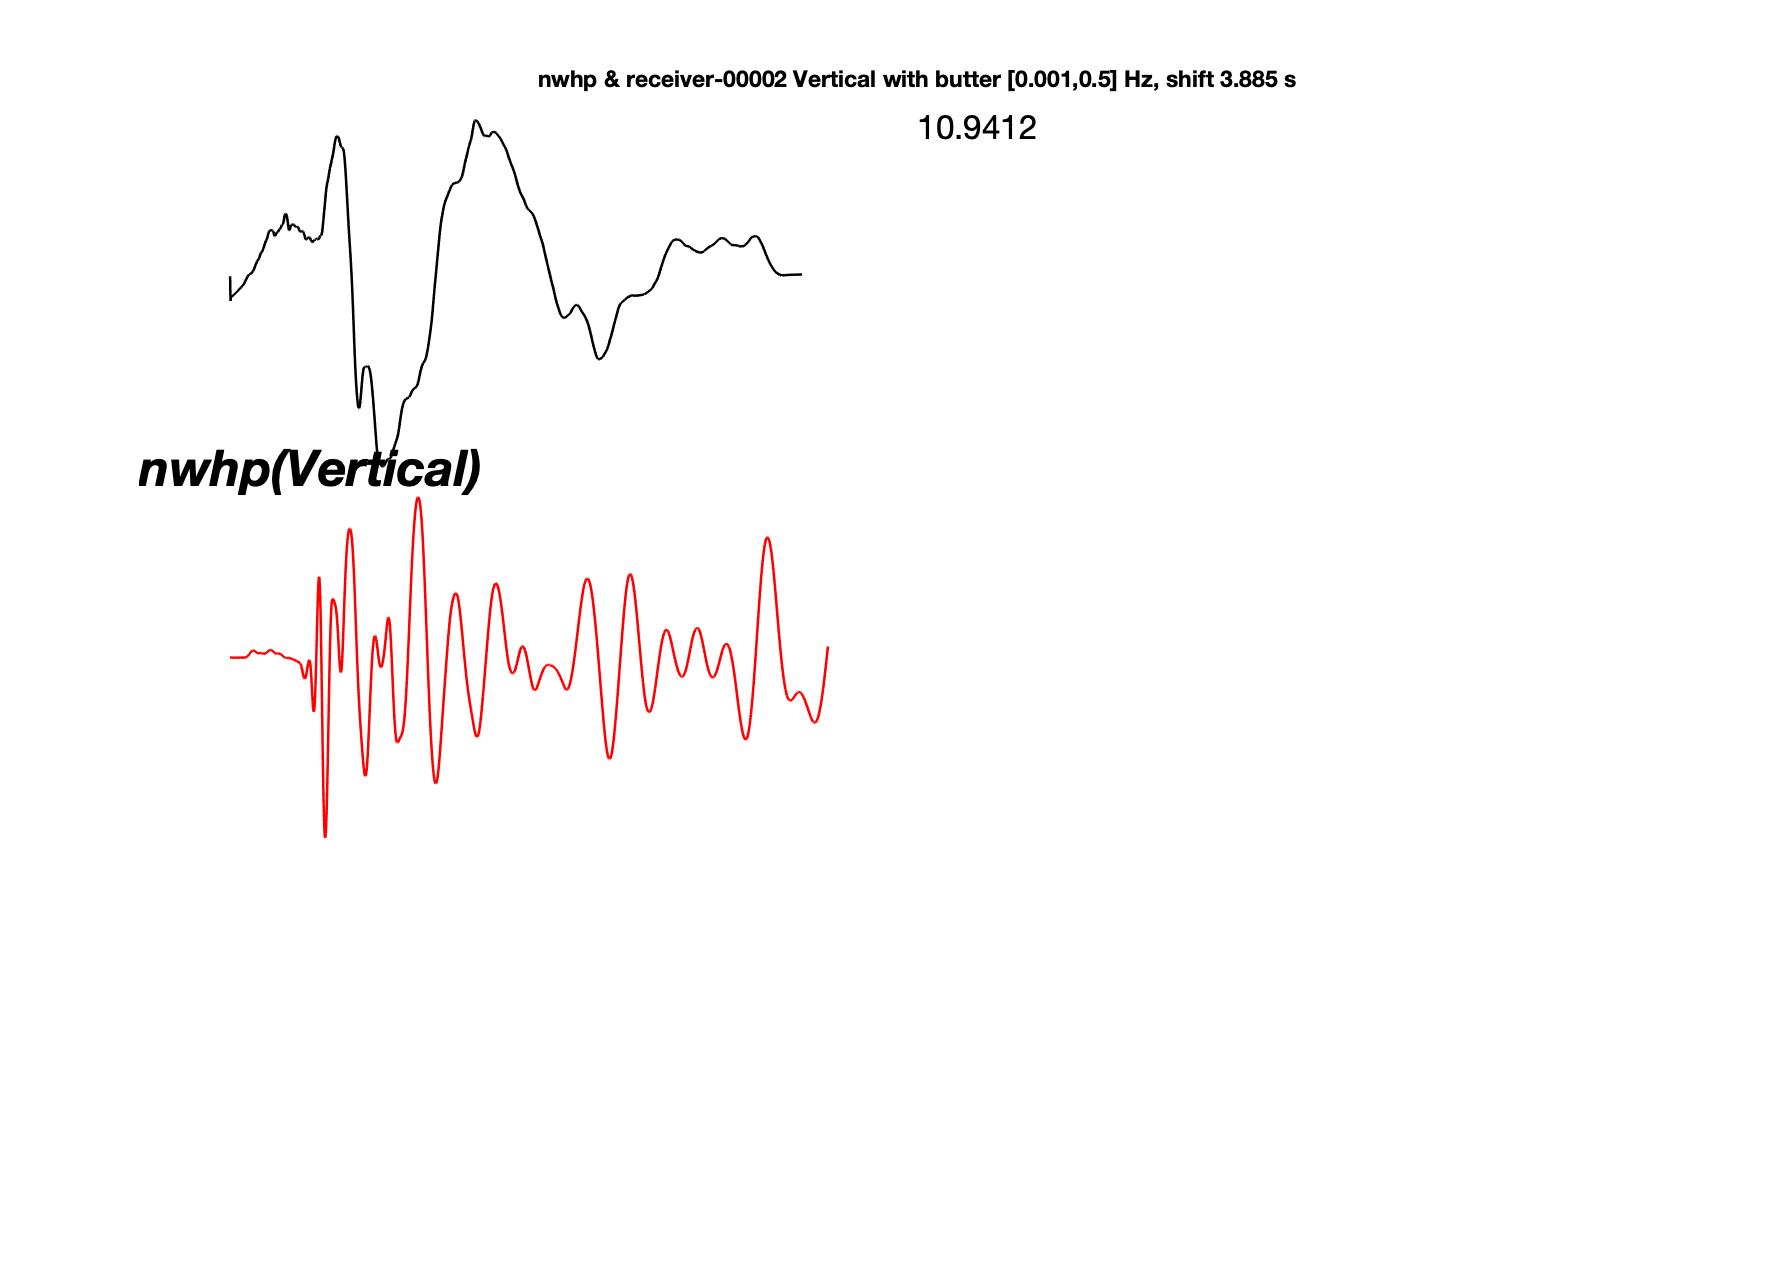 nwhp & receiver-00002 Vertical with butter [0.001,0.5] Hz, shift 3.885 s
10.9412
nwhp(Vertical)